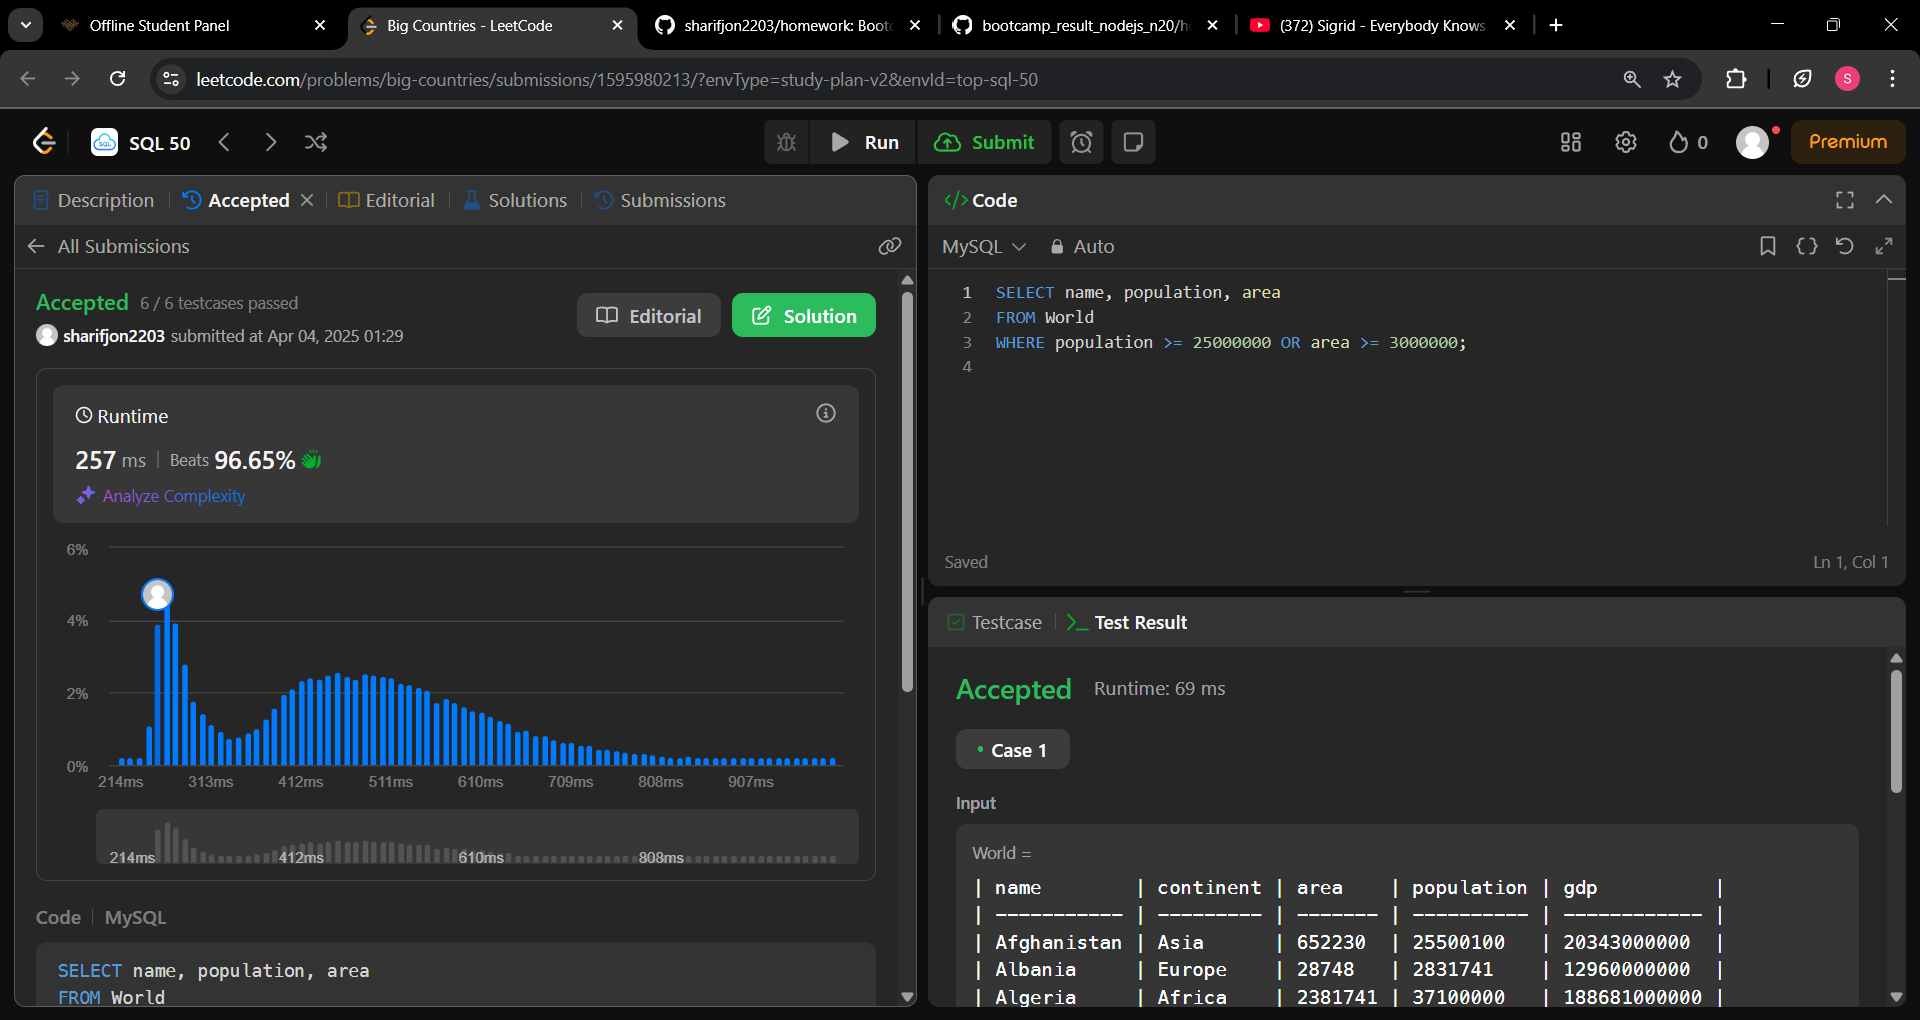 Offline Student Panel
Big Countries - LeetCode
sharifjon2203/homework: Bootc
bootcamp_result_nodejs_n20/h
(372) Sigrid - Everybody Knows
leetcode.com/problems/big-countries/submissions/1595980213/?envType=study-plan-v2&envId=top-sql-50
S
SQL 50
Run
Submit
0
Premium
Description
Accepted
Editorial
Solutions
Submissions
All Submissions
Accepted 6 / 6 testcases passed
sharifjon2203 submitted at Apr 04, 2025 01:29
Editorial
Solution
Runtime
257 ms | Beats 96.65%
Analyze Complexity
6%
4%
2%
0%
214ms 313ms 412ms 511ms 610ms 709ms 808ms 907ms
214ms 412ms 610ms 808ms
Code | MySQL
SELECT name, population, area
FROM World
</> Code
MySQL
Auto
1 SELECT name, population, area
2 FROM World
3 WHERE population >= 25000000 OR area >= 3000000;
4
Saved
Ln 1, Col 1
Testcase
>_ Test Result
Accepted Runtime: 69 ms
• Case 1
Input
World =
| name | continent | area | population | gdp |
| ----------- | --------- | ------- | ---------- | ------------ |
| Afghanistan | Asia | 652230 | 25500100 | 20343000000 |
| Albania | Europe | 28748 | 2831741 | 12960000000 |
| Algeria | Africa | 2381741 | 37100000 | 188681000000 |